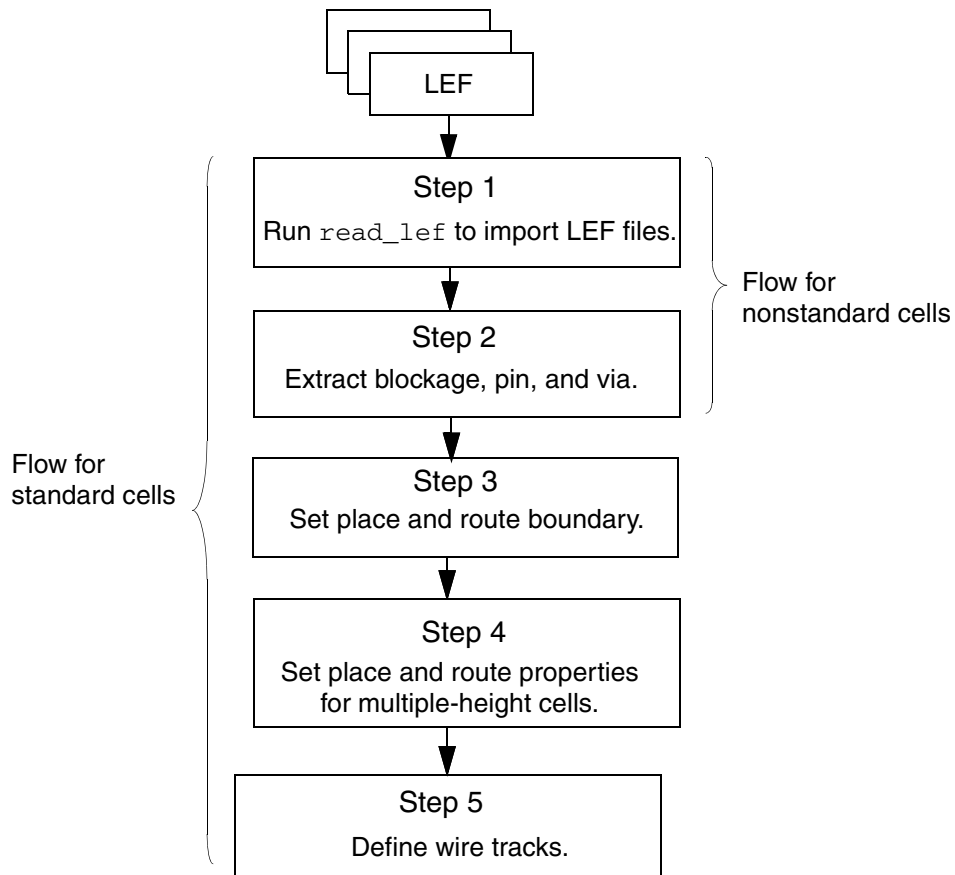 LEF
Step 1
Run read_lef to import LEF files.
Flow for
nonstandard cells
Step 2
Extract blockage, pin, and via.
Flow for
standard cells
Step 3
Set place and route boundary.
Step 4
Set place and route properties
for multiple-height cells.
Step 5
Define wire tracks.